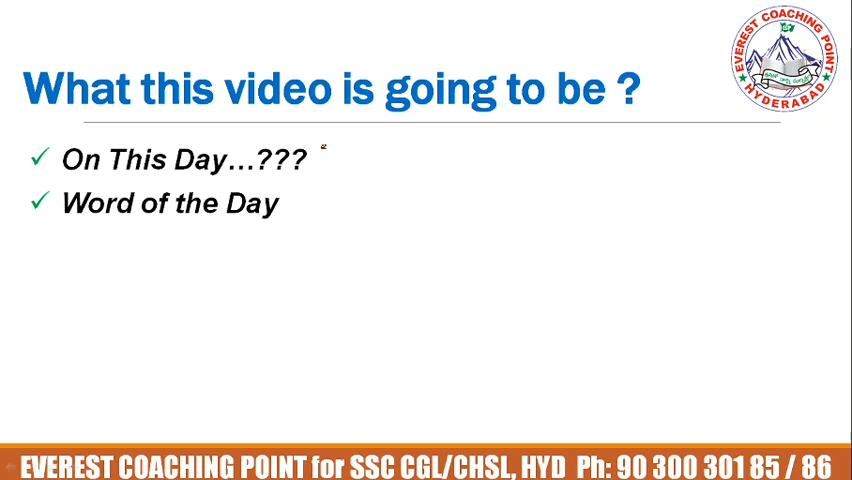 What this video is going to be ?
EVEREST COACHING POINT
HYDERABAD
On This Day…???
Word of the Day
EVEREST COACHING POINT for SSC CGL/CHSL, HYD Ph: 90 300 301 85 / 86